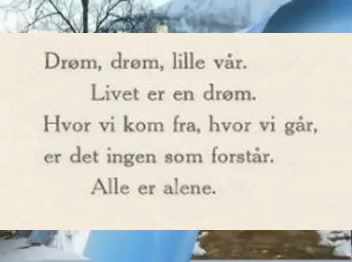 Drøm, drøm, lille vår.
Livet er en drøm.
Hvor vi kom fra, hvor vi går,
er det ingen som forstår.
Alle er alene.